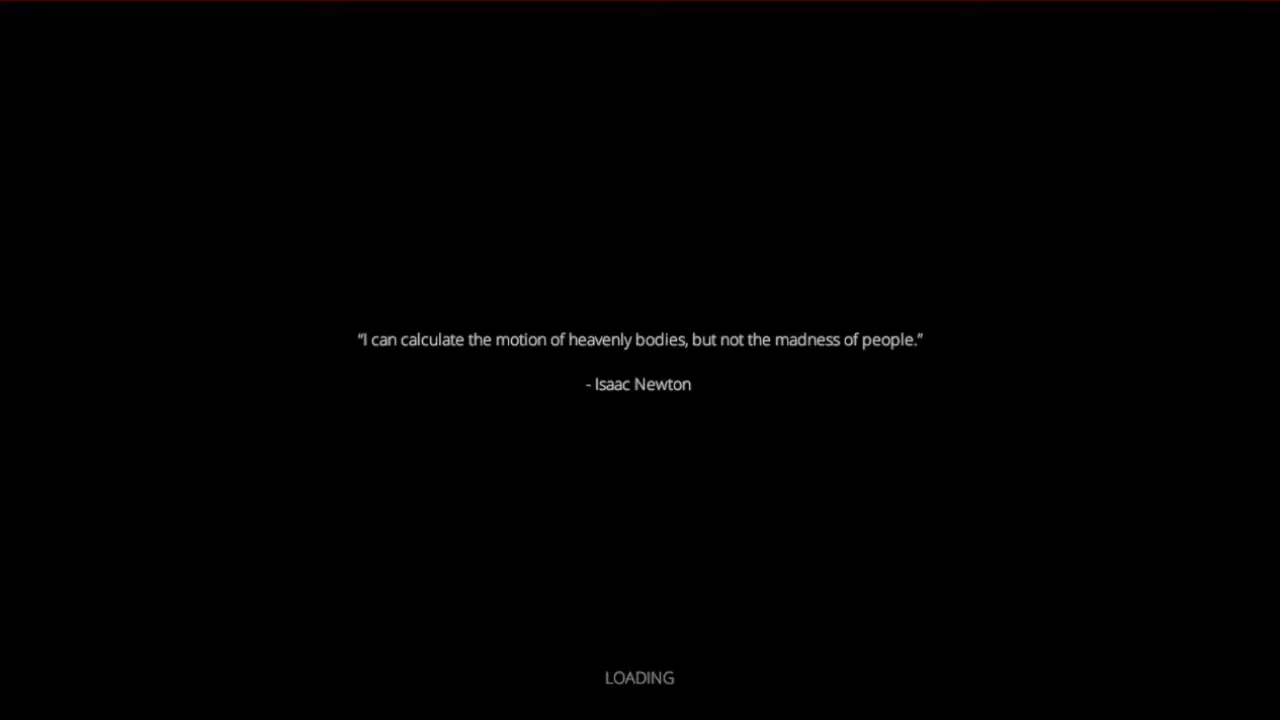 “I can calculate the motion of heavenly bodies, but not the madness of people.”
- Isaac Newton
LOADING